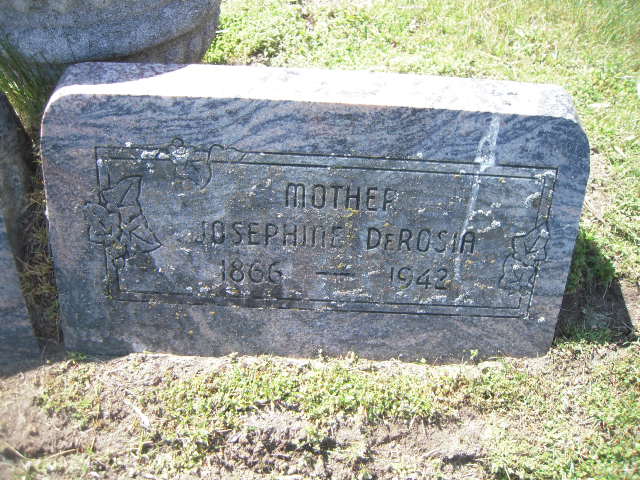 MOTHER
JOSEPHINE DEROSIA
1866 — 1942